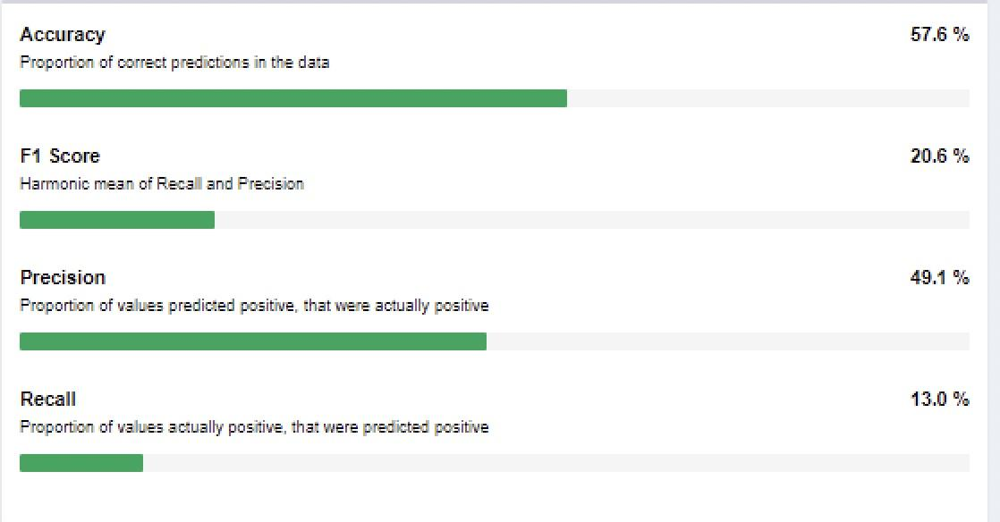 Accuracy 57.6 %
Proportion of correct predictions in the data
F1 Score 20.6 %
Harmonic mean of Recall and Precision
Precision 49.1 %
Proportion of values predicted positive, that were actually positive
Recall 13.0 %
Proportion of values actually positive, that were predicted positive